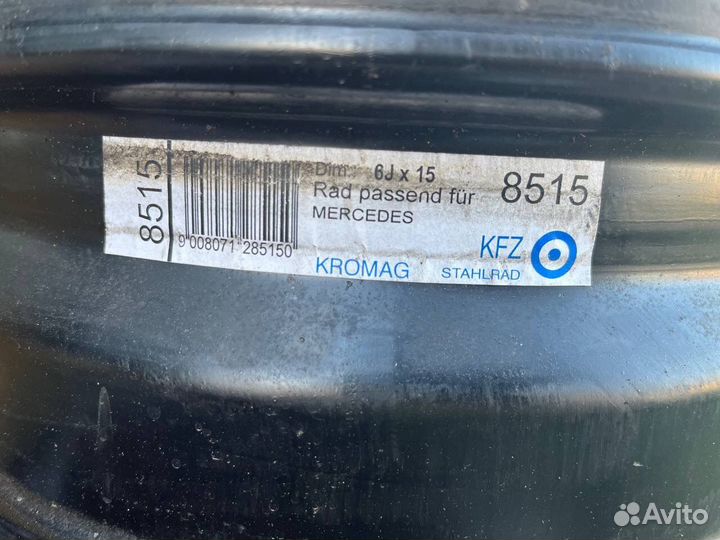 8515
9 008071 285150
Dim.: 6J x 15
Rad passend für
MERCEDES
8515
KROMAG
KFZ
STAHLRAD
Avito